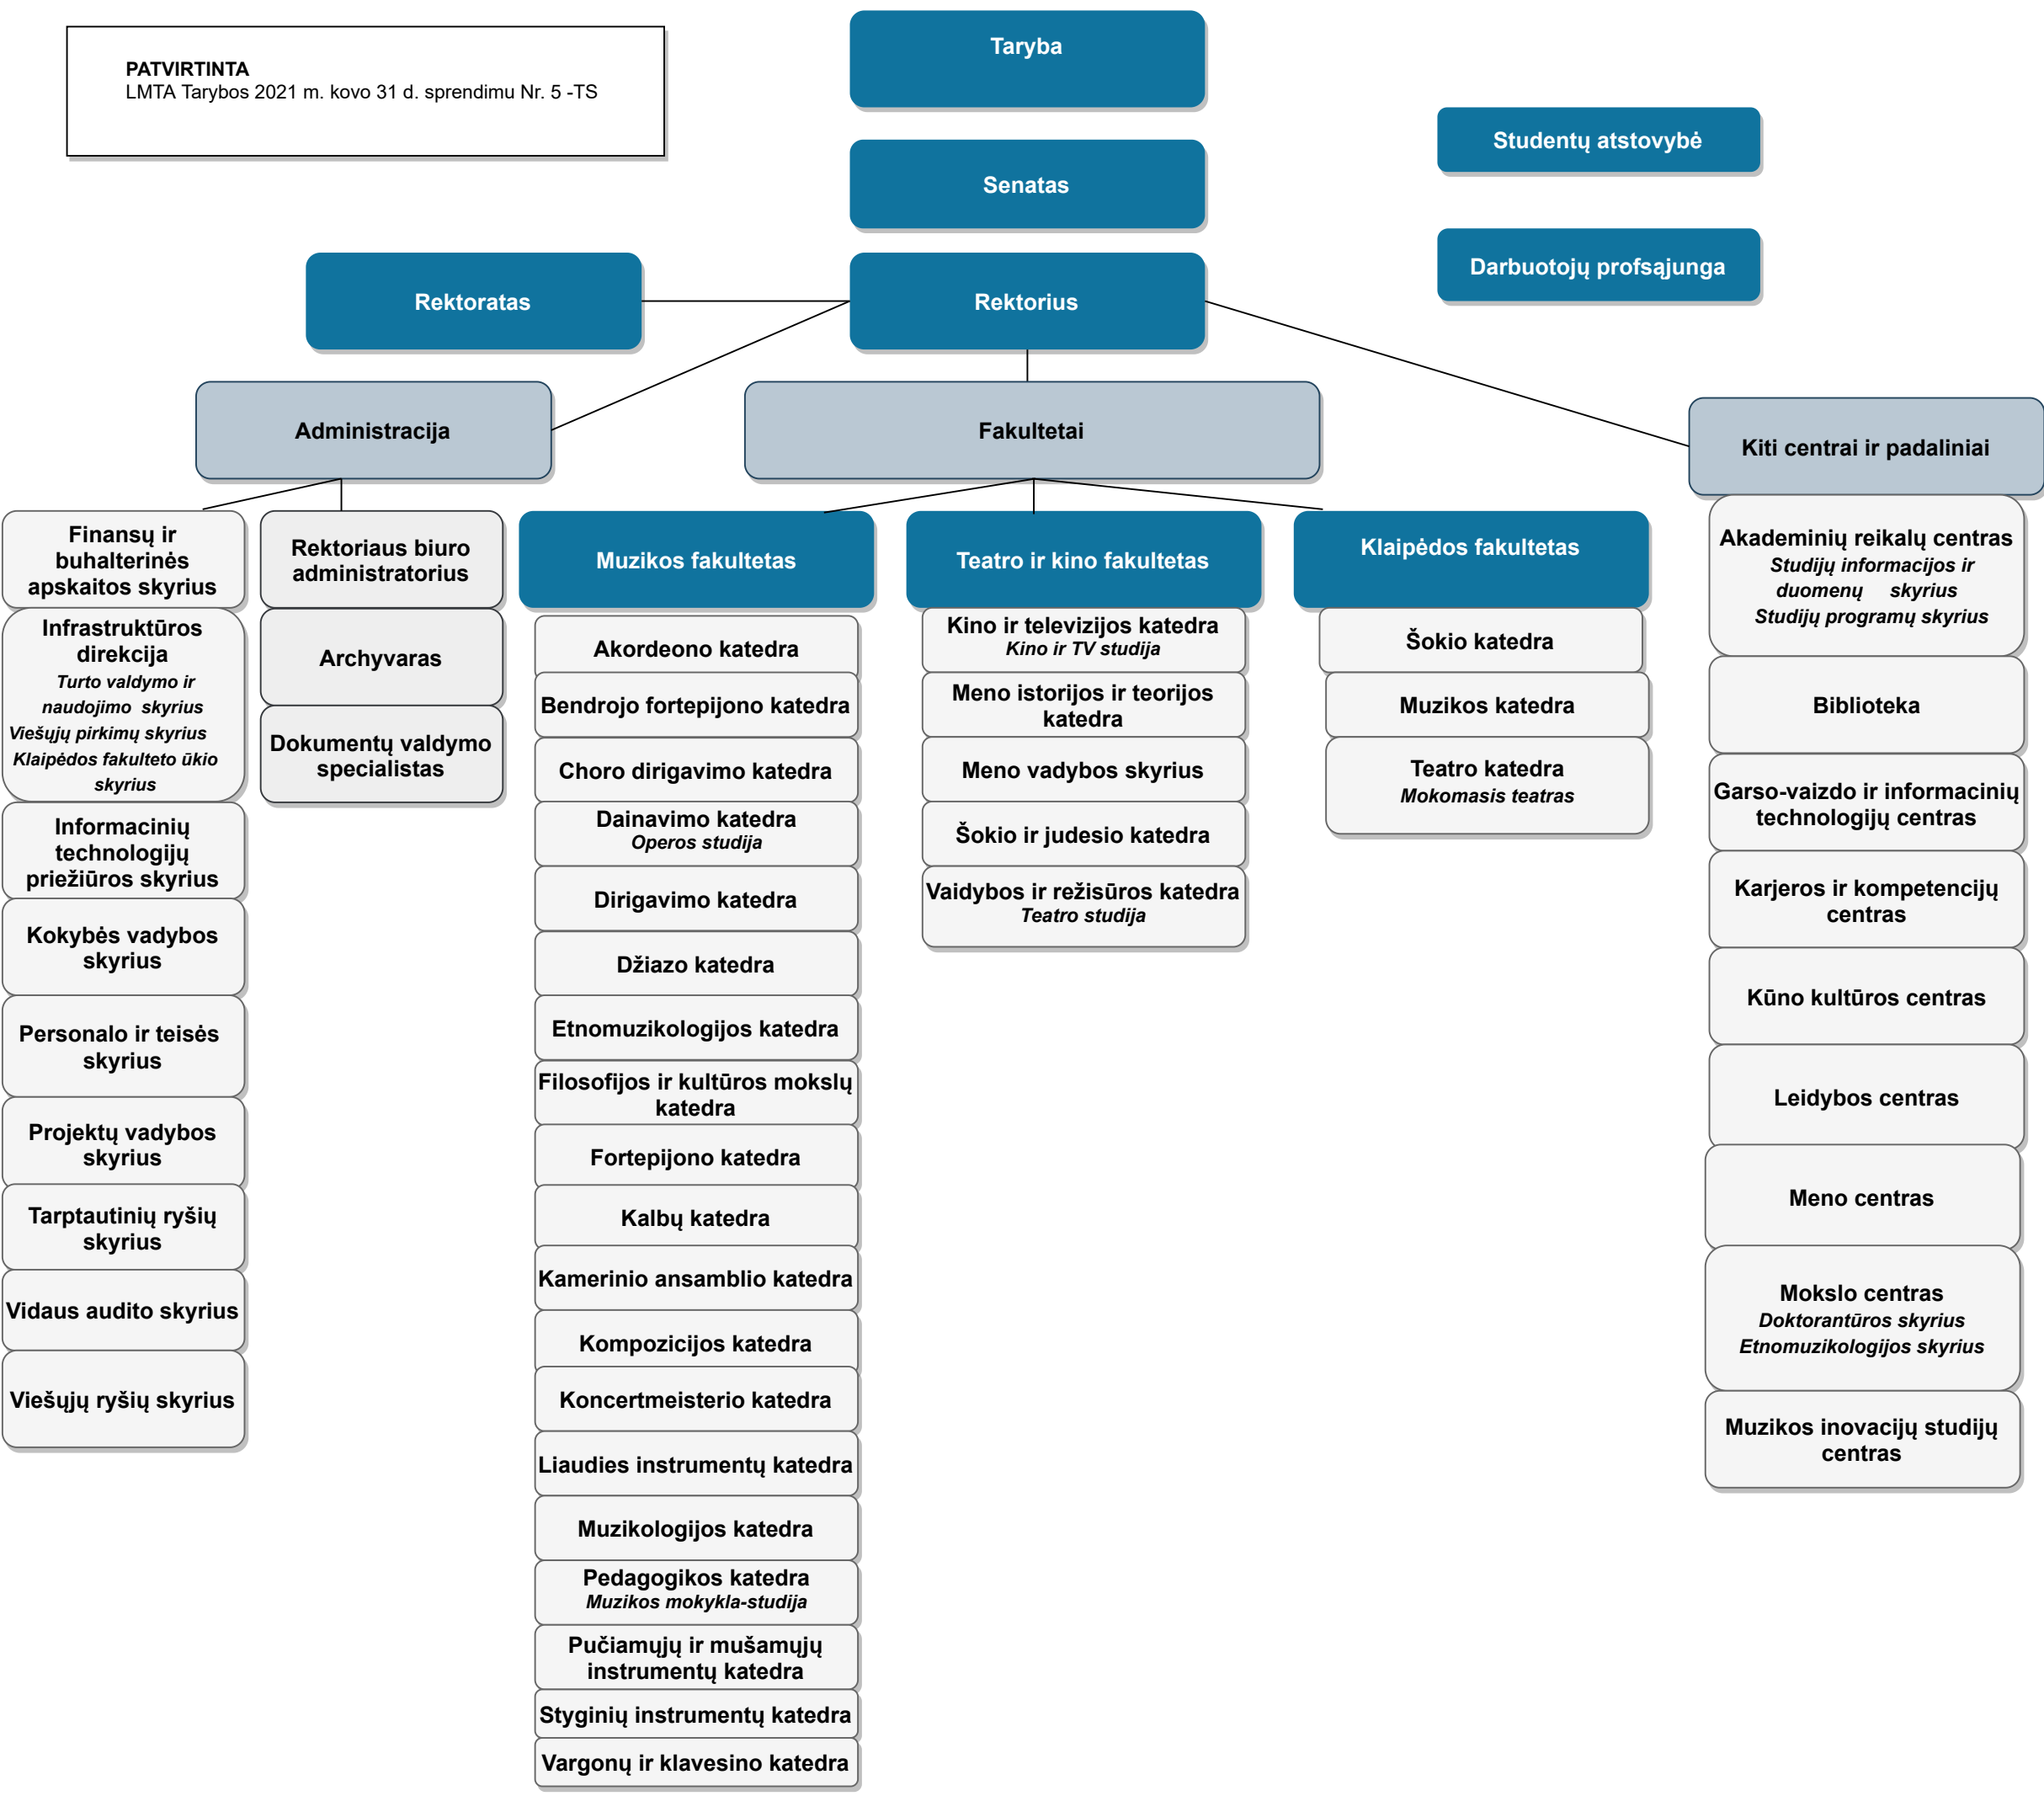 PATVIRTINTA
LMTA Tarybos 2021 m. kovo 31 d. sprendimu Nr. 5 -TS
Taryba
Senatas
Studentų atstovybė
Darbuotojų profsąjunga
Rektoratas
Rektorius
Administracija
Fakultetai
Kiti centrai ir padaliniai
Finansų ir
buhalterinės
apskaitos skyrius
Infrastruktūros
direkcija
Turto valdymo ir
naudojimo skyrius
Viešųjų pirkimų skyrius
Klaipėdos fakulteto ūkio
skyrius
Informacinių
technologijų
priežiūros skyrius
Kokybės vadybos
skyrius
Personalo ir teisės
skyrius
Projektų vadybos
skyrius
Tarptautinių ryšių
skyrius
Vidaus audito skyrius
Viešųjų ryšių skyrius
Rektoriaus biuro
administratorius
Archyvaras
Dokumentų valdymo
specialistas
Muzikos fakultetas
Akordeono katedra
Bendrojo fortepijono katedra
Choro dirigavimo katedra
Dainavimo katedra
Operos studija
Dirigavimo katedra
Džiazo katedra
Etnomuzikologijos katedra
Filosofijos ir kultūros mokslų
katedra
Fortepijono katedra
Kalbų katedra
Kamerinio ansamblio katedra
Kompozicijos katedra
Koncertmeisterio katedra
Liaudies instrumentų katedra
Muzikologijos katedra
Pedagogikos katedra
Muzikos mokykla-studija
Pučiamųjų ir mušamųjų
instrumentų katedra
Styginių instrumentų katedra
Vargonų ir klavesino katedra
Teatro ir kino fakultetas
Kino ir televizijos katedra
Kino ir TV studija
Meno istorijos ir teorijos
katedra
Meno vadybos skyrius
Šokio ir judesio katedra
Vaidybos ir režisūros katedra
Teatro studija
Klaipėdos fakultetas
Šokio katedra
Muzikos katedra
Teatro katedra
Mokomasis teatras
Akademinių reikalų centras
Studijų informacijos ir
duomenų skyrius
Studijų programų skyrius
Biblioteka
Garso-vaizdo ir informacinių
technologijų centras
Karjeros ir kompetencijų
centras
Kūno kultūros centras
Leidybos centras
Meno centras
Mokslo centras
Doktorantūros skyrius
Etnomuzikologijos skyrius
Muzikos inovacijų studijų
centras